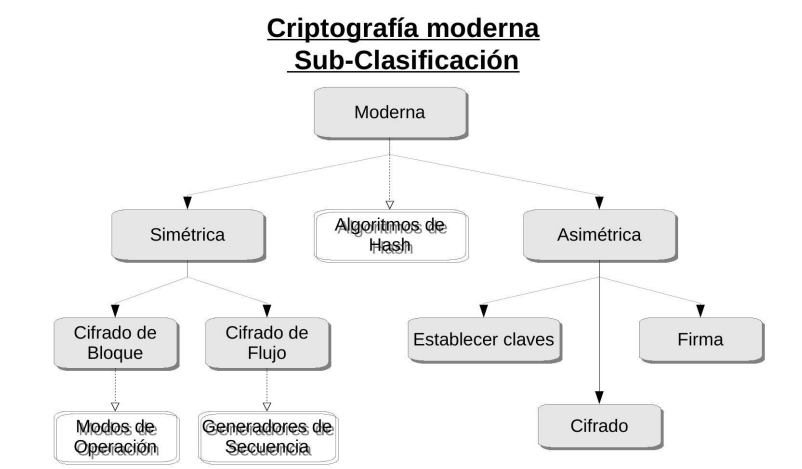 Criptografía moderna
Sub-Clasificación
Moderna
Simétrica
Algoritmos de
Hash
Asimétrica
Cifrado de
Bloque
Cifrado de
Flujo
Establecer claves
Firma
Modos de
Operación
Generadores de
Secuencia
Cifrado